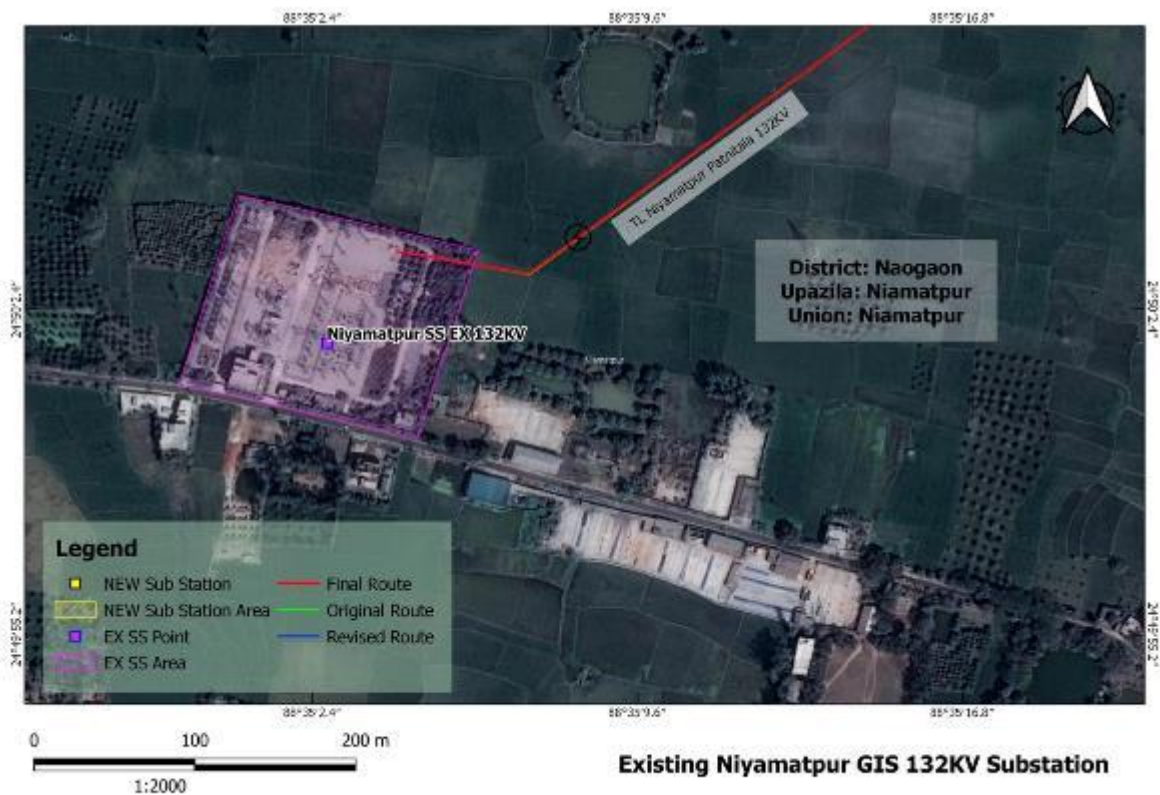 88°35'2.4" 88°35'9.6" 88°35'16.8"
TL Niyamatpur Patnitala 132KV
District: Naogaon
Upazila: Niamatpur
Union: Niamatpur
24°50'2.4" 24°50'2.4"
Niyamatpur SS EX 132KV
Legend
NEW Sub Station Final Route
NEW Sub Station Area Original Route
EX SS Point Revised Route
EX SS Area
24°49'55.2" 24°49'55.2"
88°35'2.4" 88°35'9.6" 88°35'16.8"
0 100 200 m
1:2000
Existing Niyamatpur GIS 132KV Substation